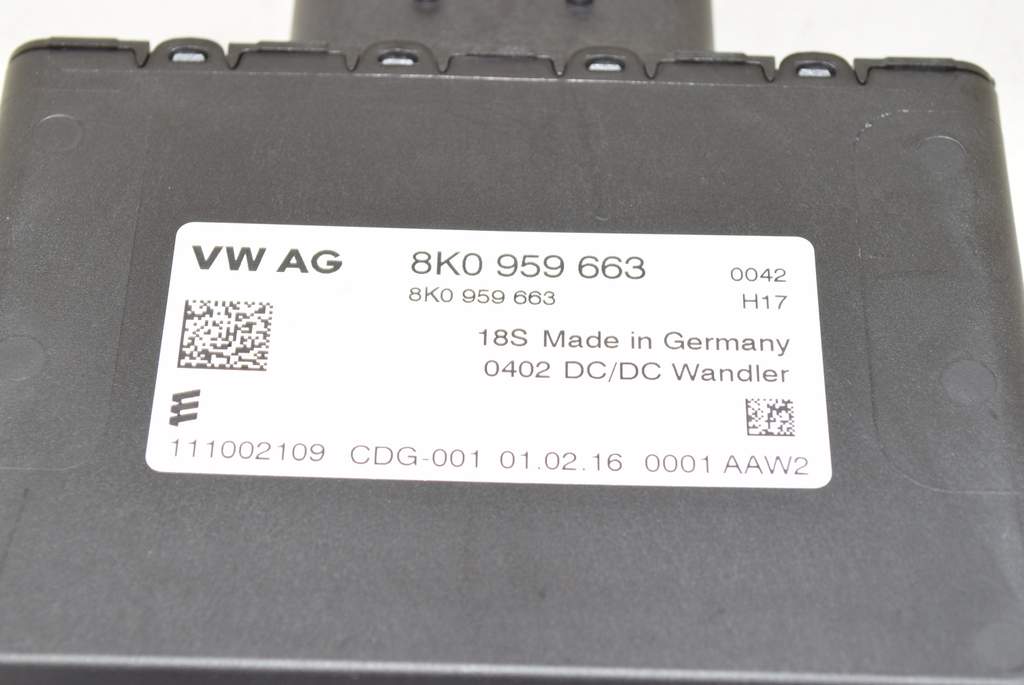 VW AG 8K0 959 663 0042
8K0 959 663 H17
18S Made in Germany
0402 DC/DC Wandler
111002109 CDG-001 01.02.16 0001 AAW2